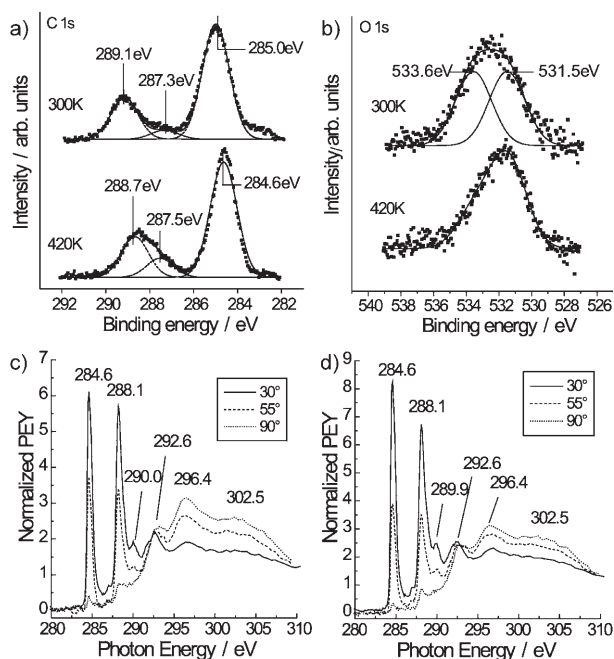 a) C 1s
289.1eV
287.3eV
285.0eV
300K
288.7eV
287.5eV
284.6eV
420K
Intensity / arb. units
292 290 288 286 284 282
Binding energy / eV
b) O 1s
533.6eV 531.5eV
300K
420K
Intensity/arb. units
540 538 536 534 532 530 528 526
Binding energy / eV
c)
284.6
288.1
290.0
292.6
296.4
302.5
30°
55°
90°
Normalized PEY
7
6
5
4
3
2
1
0
280 285 290 295 300 305 310
Photon Energy / eV
d)
284.6
288.1
289.9
292.6
296.4
302.5
30°
55°
90°
Normalized PEY
9
8
7
6
5
4
3
2
1
0
280 285 290 295 300 305 310
Photon Energy / eV